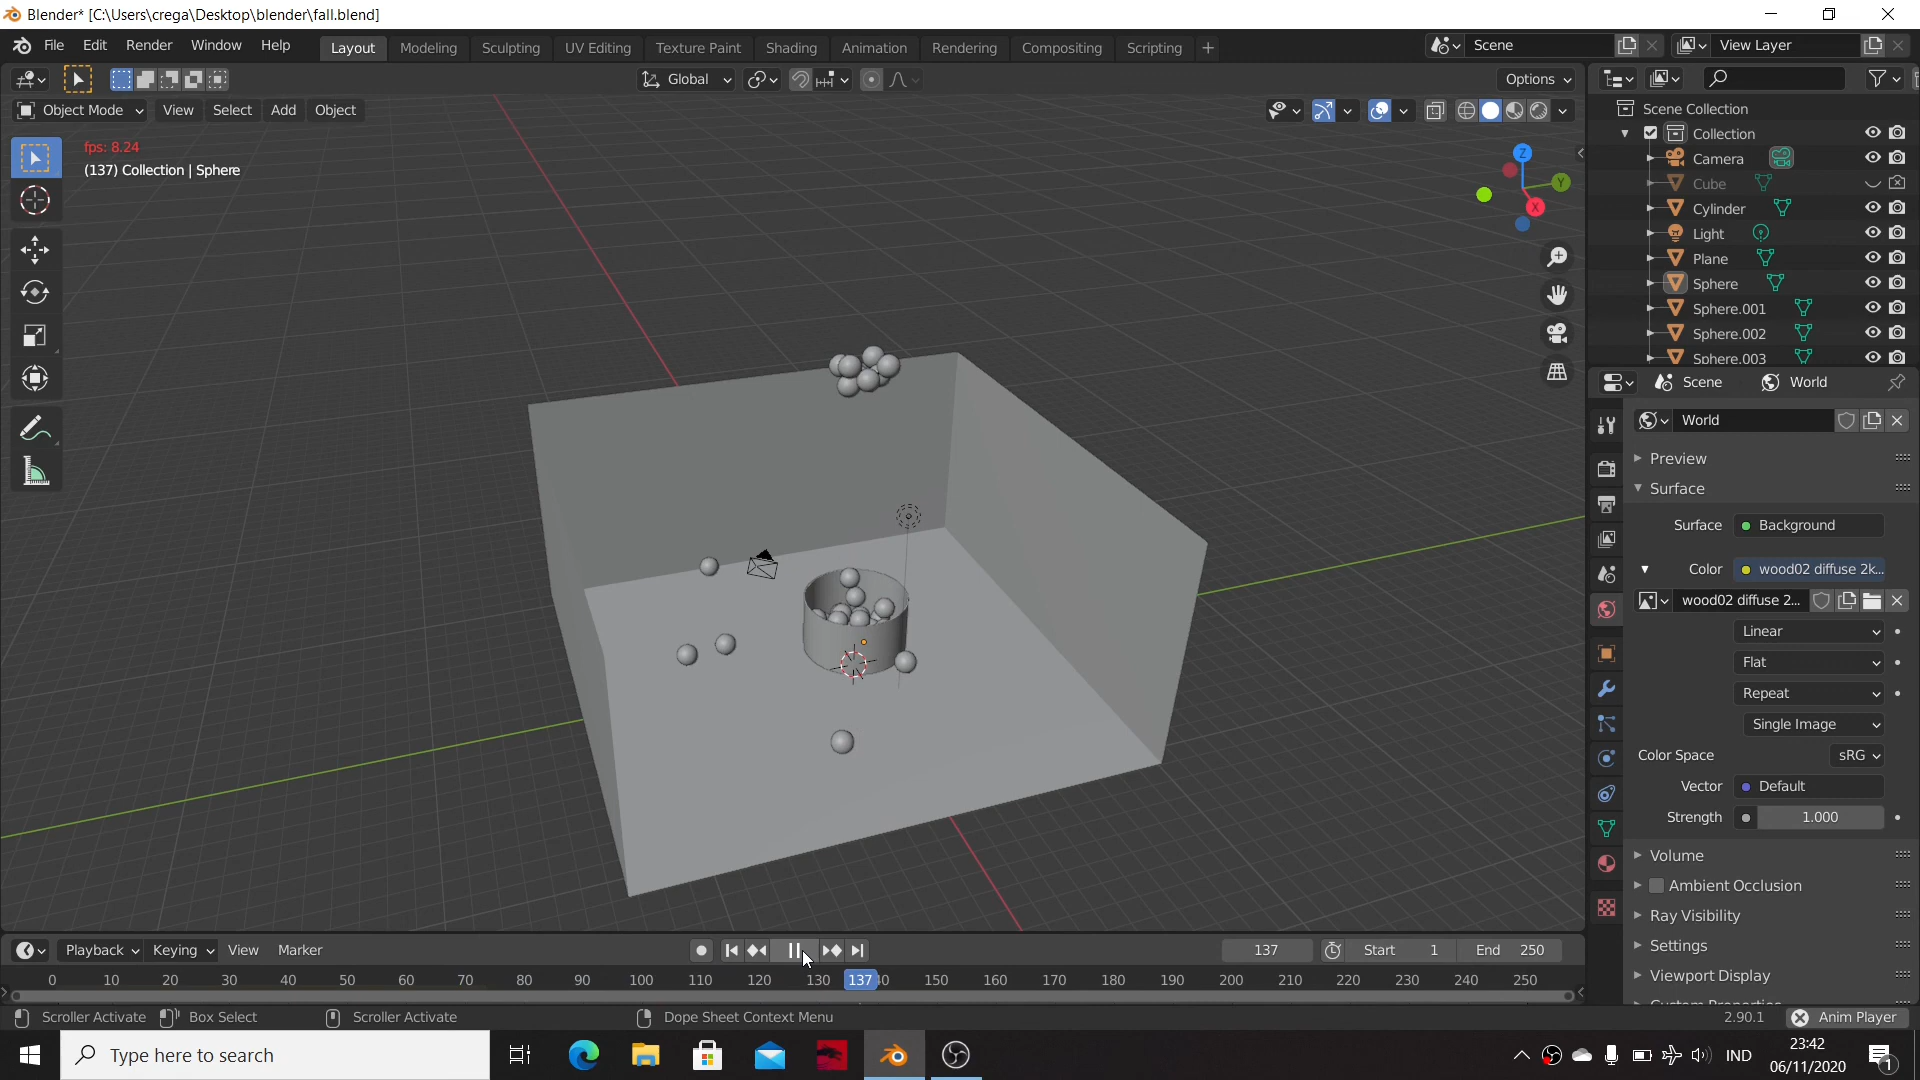 Blender* [C:\Users\crega\Desktop\blender\fall.blend]
File Edit Render Window Help Layout Modeling Sculpting UV Editing Texture Paint Shading Animation Rendering Compositing Scripting + Scene View Layer
Global Options
Object Mode View Select Add Object
fps: 8.24
(137) Collection | Sphere
Z
Y
X
Scene Collection
Collection
Camera
Cube
Cylinder
Light
Plane
Sphere
Sphere.001
Sphere.002
Sphere.003
Scene World
World
Preview
Surface
Surface Background
Color wood02 diffuse 2k...
wood02 diffuse 2...
Linear
Flat
Repeat
Single Image
Color Space sRG
Vector Default
Strength 1.000
Volume
Ambient Occlusion
Ray Visibility
Settings
Viewport Display
Custom Properties
Playback Keying View Marker 137 Start 1 End 250
0 10 20 30 40 50 60 70 80 90 100 110 120 130 137 40 150 160 170 180 190 200 210 220 230 240 250
Scroller Activate Box Select Scroller Activate Dope Sheet Context Menu 2.90.1 Anim Player
Type here to search IND 23:42
06/11/2020 1